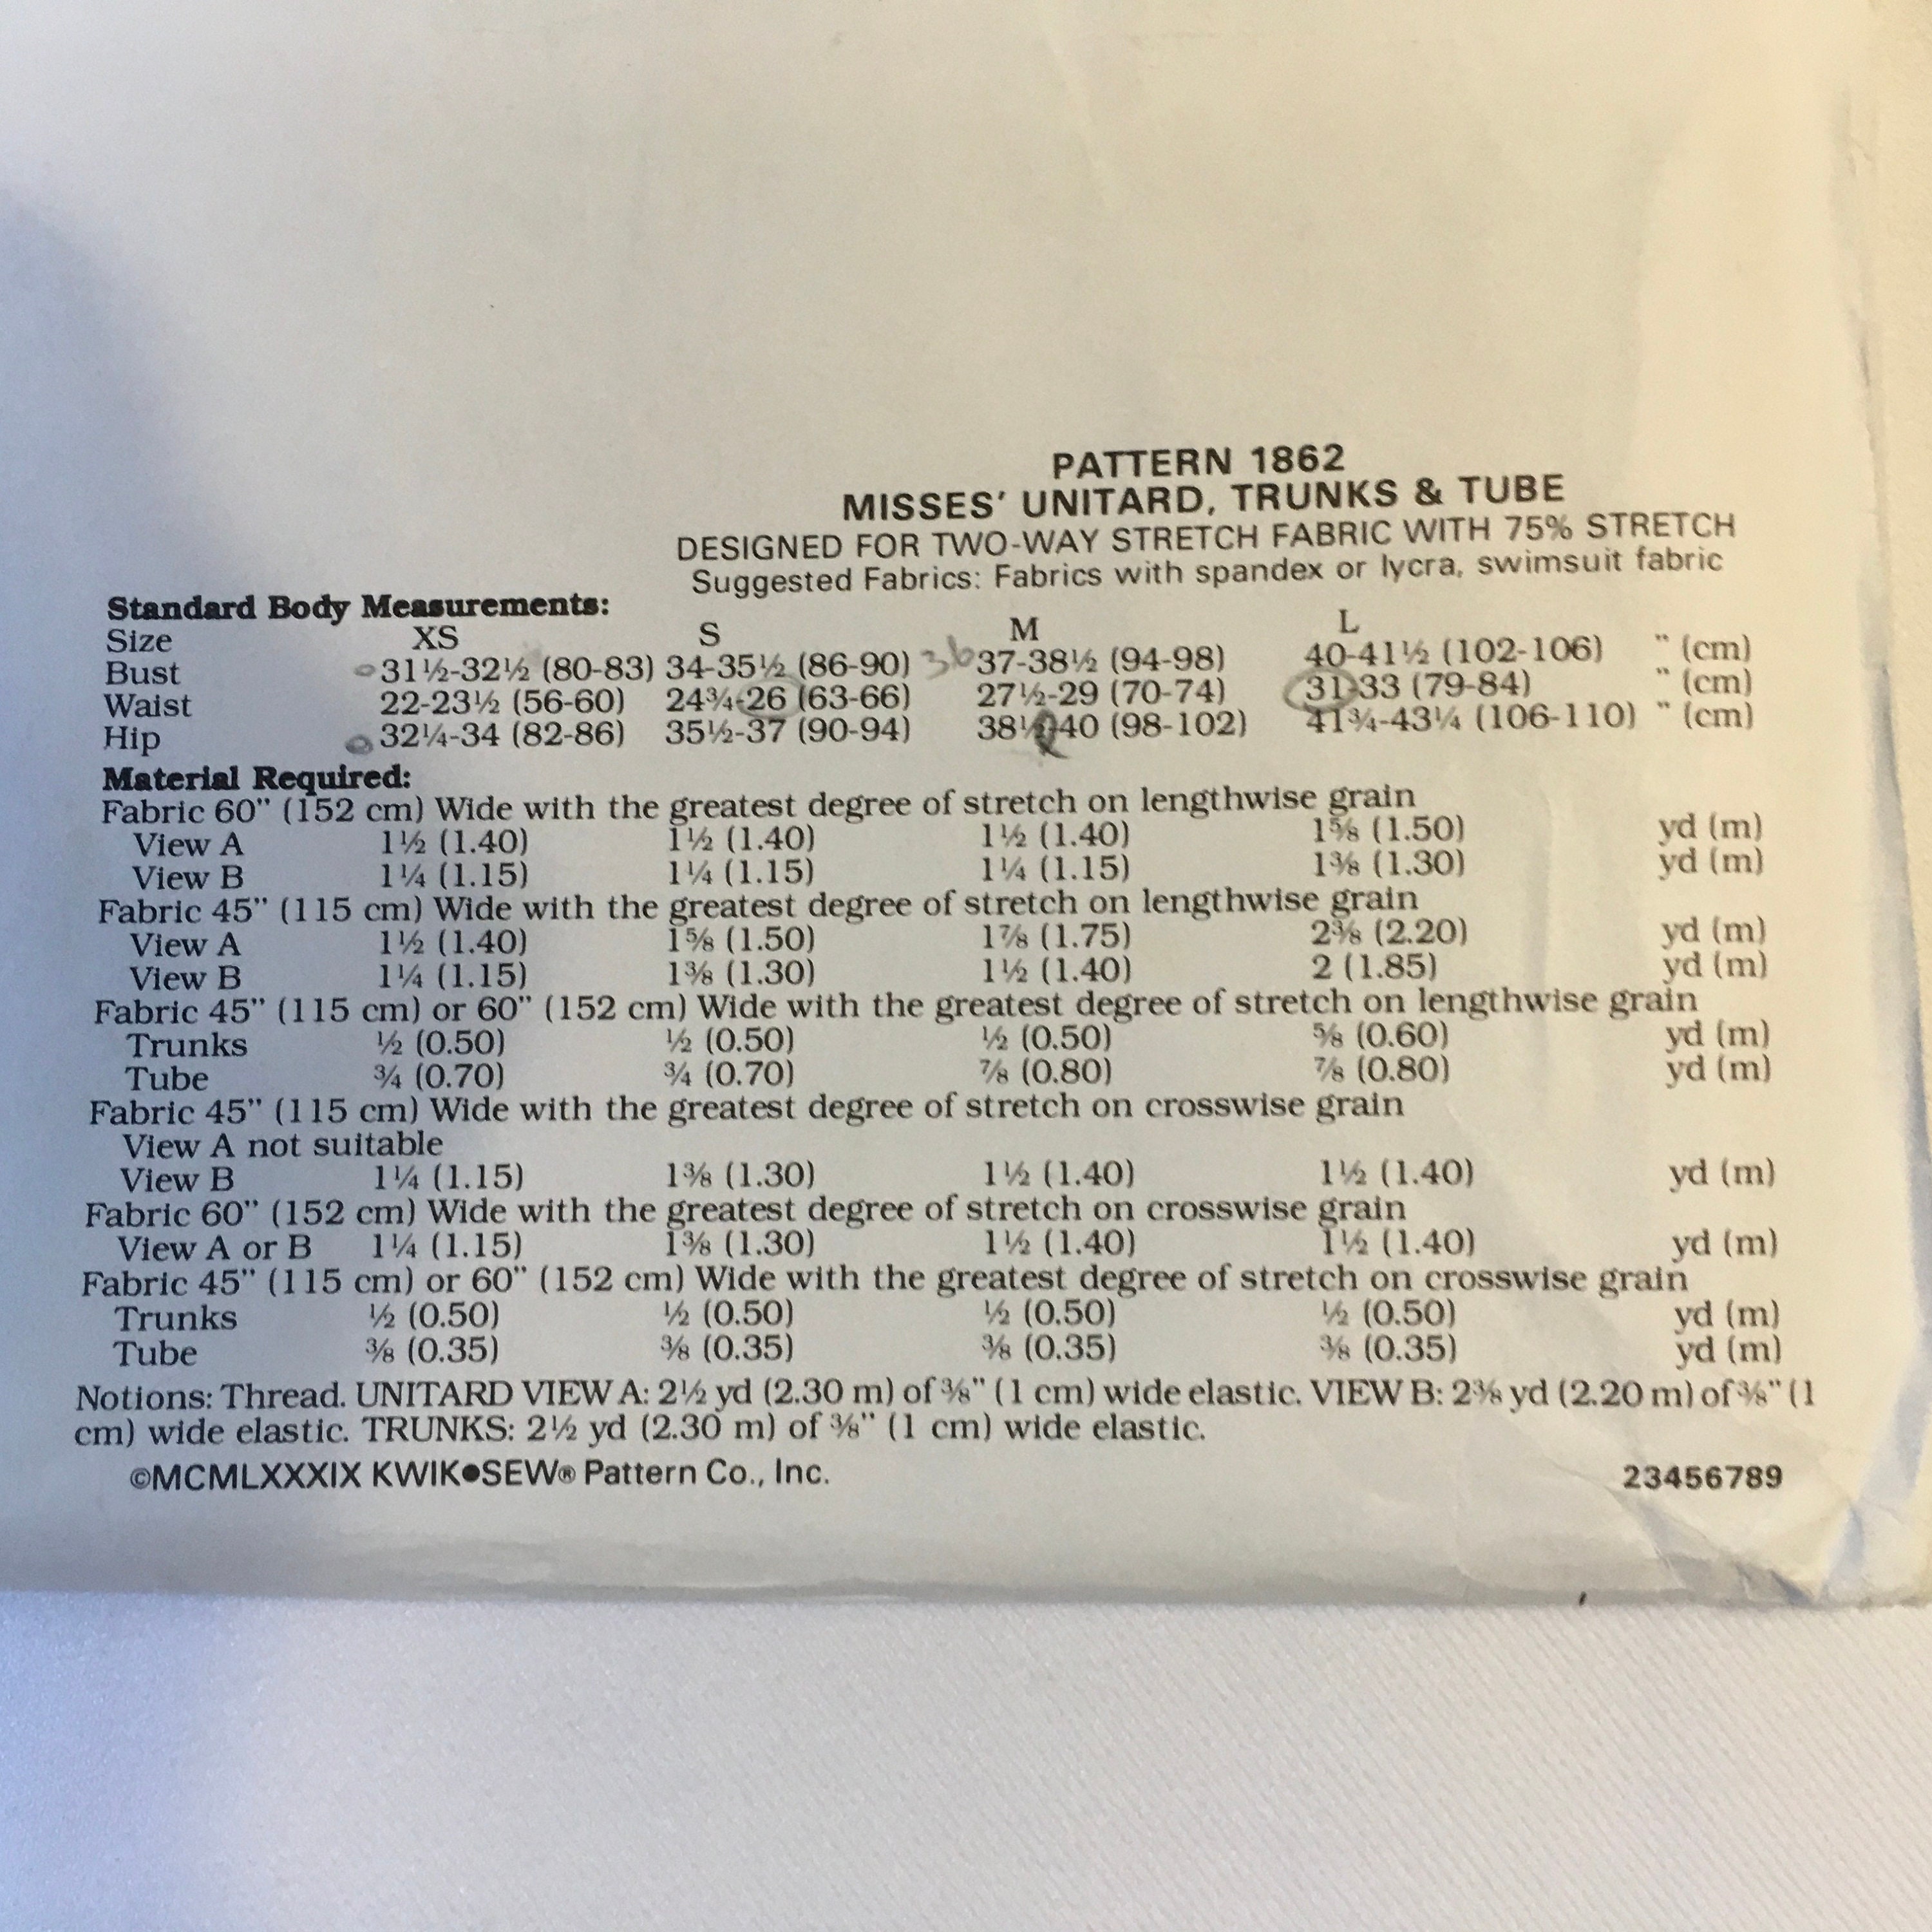 PATTERN 1862
MISSES' UNITARD, TRUNKS & TUBE
DESIGNED FOR TWO-WAY STRETCH FABRIC WITH 75% STRETCH
Suggested Fabrics: Fabrics with spandex or lycra, swimsuit fabric
Standard Body Measurements:
Size XS S M L
Bust 31½-32½ (80-83) 34-35½ (86-90) 36 37-38½ (94-98) 40-41½ (102-106) " (cm)
Waist 22-23½ (56-60) 24¾-26 (63-66) 27½-29 (70-74) 31-33 (79-84) " (cm)
Hip 32¼-34 (82-86) 35½-37 (90-94) 38½-40 (98-102) 41¾-43¼ (106-110) " (cm)
Material Required:
Fabric 60" (152 cm) Wide with the greatest degree of stretch on lengthwise grain
View A 1½ (1.40) 1½ (1.40) 1½ (1.40) 1⅝ (1.50) yd (m)
View B 1¼ (1.15) 1¼ (1.15) 1¼ (1.15) 1⅜ (1.30) yd (m)
Fabric 45" (115 cm) Wide with the greatest degree of stretch on lengthwise grain
View A 1½ (1.40) 1⅝ (1.50) 1⅞ (1.75) 2⅜ (2.20) yd (m)
View B 1¼ (1.15) 1⅜ (1.30) 1½ (1.40) 2 (1.85) yd (m)
Fabric 45" (115 cm) or 60" (152 cm) Wide with the greatest degree of stretch on lengthwise grain
Trunks ½ (0.50) ½ (0.50) ½ (0.50) ⅝ (0.60) yd (m)
Tube ¾ (0.70) ¾ (0.70) ⅞ (0.80) ⅞ (0.80) yd (m)
Fabric 45" (115 cm) Wide with the greatest degree of stretch on crosswise grain
View A not suitable
View B 1¼ (1.15) 1⅜ (1.30) 1½ (1.40) 1½ (1.40) yd (m)
Fabric 60" (152 cm) Wide with the greatest degree of stretch on crosswise grain
View A or B 1¼ (1.15) 1⅜ (1.30) 1½ (1.40) 1½ (1.40) yd (m)
Fabric 45" (115 cm) or 60" (152 cm) Wide with the greatest degree of stretch on crosswise grain
Trunks ½ (0.50) ½ (0.50) ½ (0.50) ½ (0.50) yd (m)
Tube ⅜ (0.35) ⅜ (0.35) ⅜ (0.35) ⅜ (0.35) yd (m)
Notions: Thread. UNITARD VIEW A: 2½ yd (2.30 m) of ⅜" (1 cm) wide elastic. VIEW B: 2⅜ yd (2.20 m) of ⅜" (1
cm) wide elastic. TRUNKS: 2½ yd (2.30 m) of ⅜" (1 cm) wide elastic.
©MCMLXXXIX KWIK•SEW® Pattern Co., Inc. 23456789